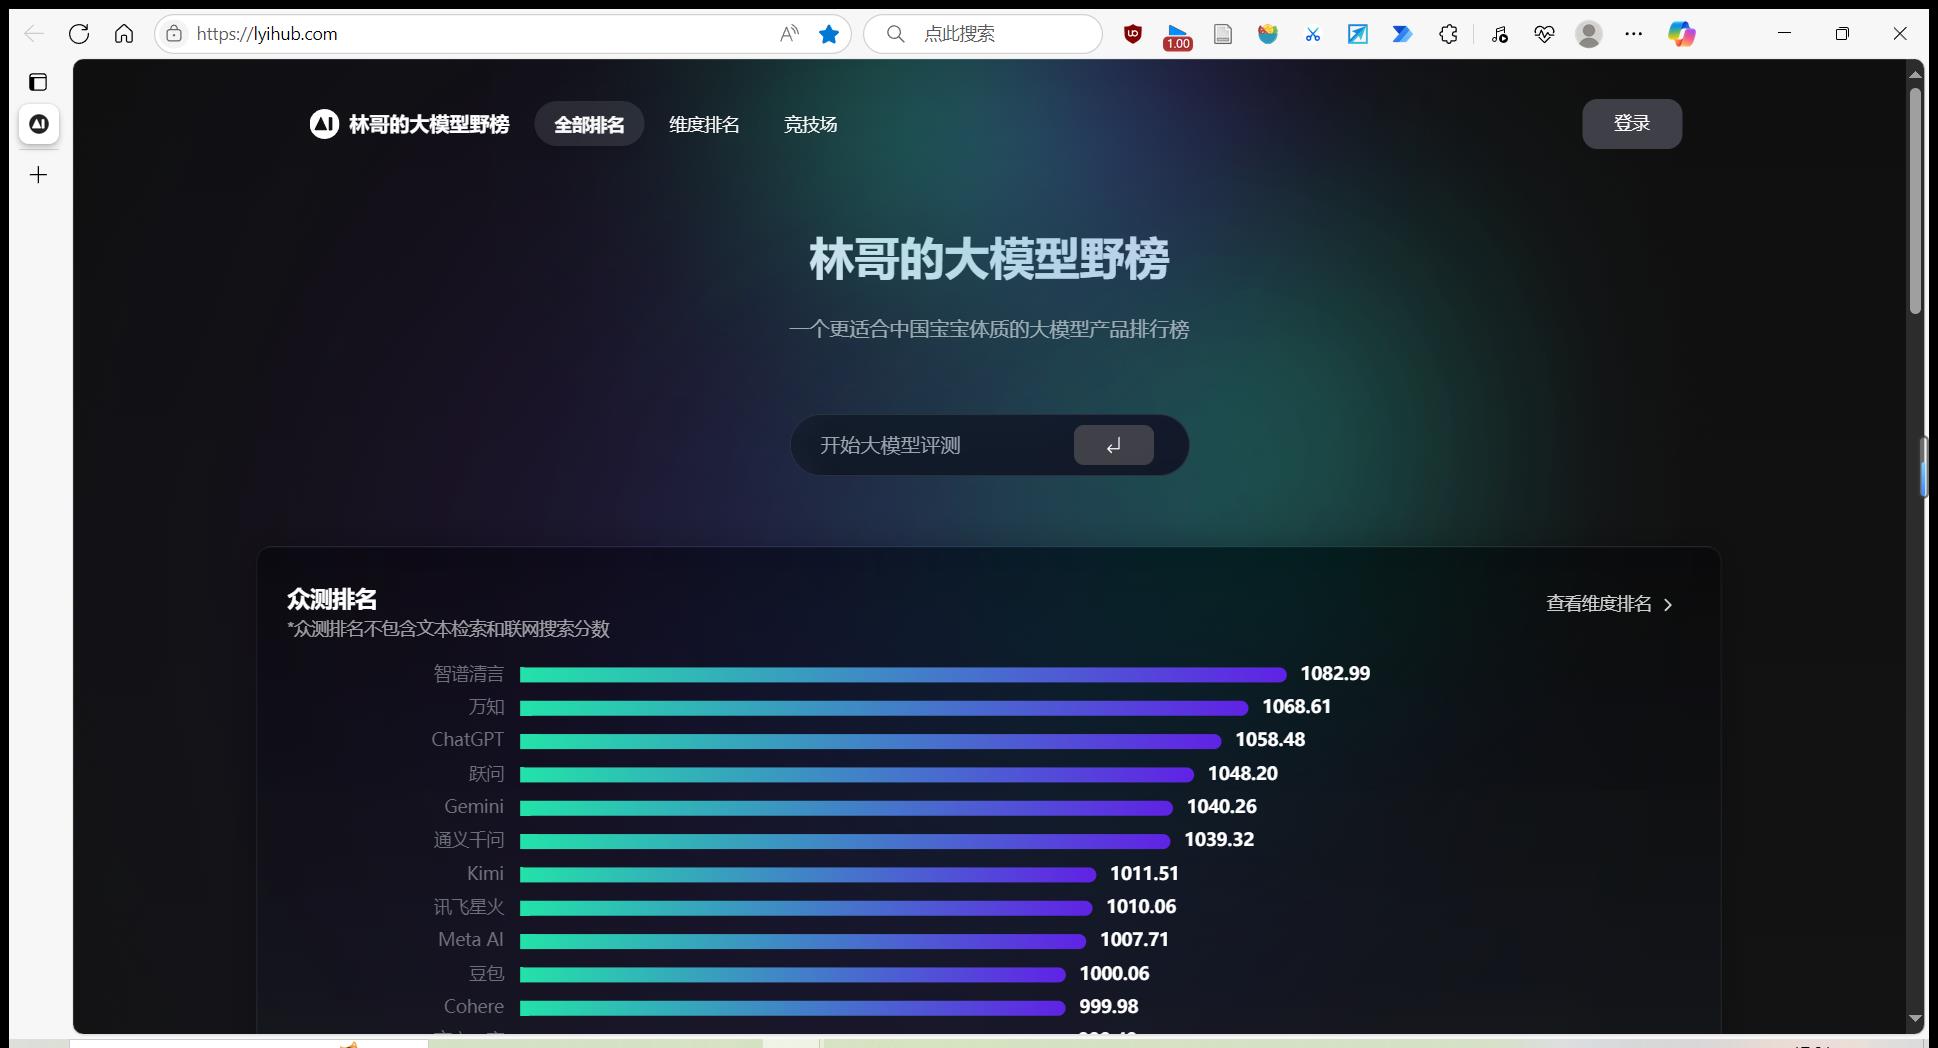 https://lyihub.com
点此搜索
1.00
林哥的大模型野榜
全部排名
维度排名
竞技场
登录
林哥的大模型野榜
一个更适合中国宝宝体质的大模型产品排行榜
开始大模型评测
众测排名
查看维度排名
*众测排名不包含文本检索和联网搜索分数
智谱清言 1082.99
万知 1068.61
ChatGPT 1058.48
跃问 1048.20
Gemini 1040.26
通义千问 1039.32
Kimi 1011.51
讯飞星火 1010.06
Meta AI 1007.71
豆包 1000.06
Cohere 999.98